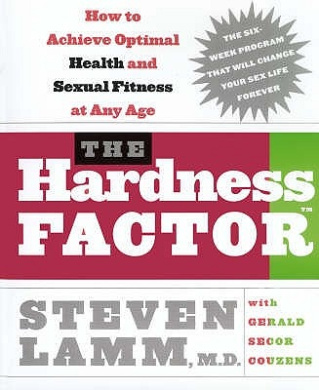 How to
Achieve Optimal
Health and
Sexual Fitness
at Any Age
THE SIX-
WEEK PROGRAM
THAT WILL CHANGE
YOUR SEX LIFE
FOREVER
THE
Hardness
FACTOR™
STEVEN
LAMM, M.D.
with
GERALD
SECOR
COUZENS